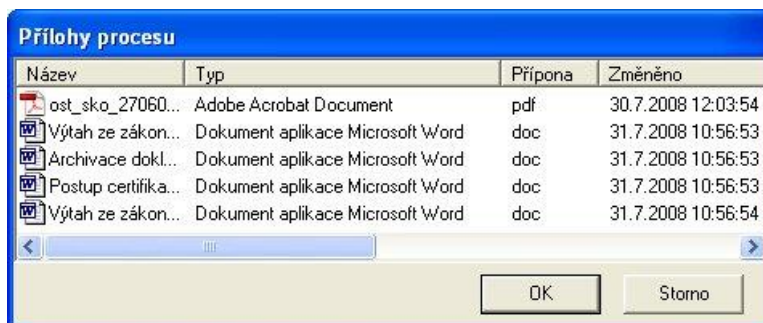 Přílohy procesu
Název Typ Přípona Změněno
ost_sko_27060... Adobe Acrobat Document pdf 30.7.2008 12:03:54
Výtah ze zákon... Dokument aplikace Microsoft Word doc 31.7.2008 10:56:53
Archivace dokl... Dokument aplikace Microsoft Word doc 31.7.2008 10:56:53
Postup certifika... Dokument aplikace Microsoft Word doc 31.7.2008 10:56:53
Výtah ze zákon... Dokument aplikace Microsoft Word doc 31.7.2008 10:56:54
OK Storno